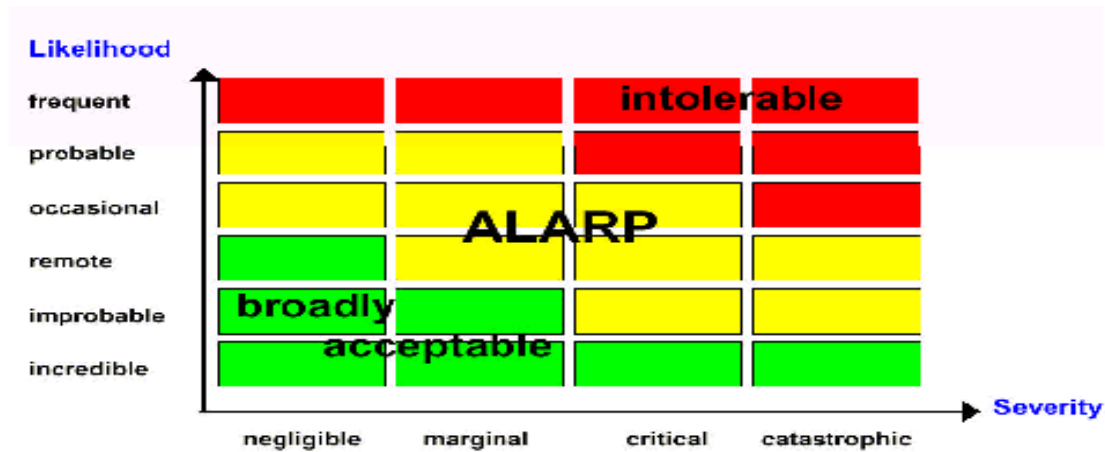 Likelihood
frequent
intolerable
probable
occasional
ALARP
remote
improbable
broadly
acceptable
incredible
Severity
negligible marginal critical catastrophic